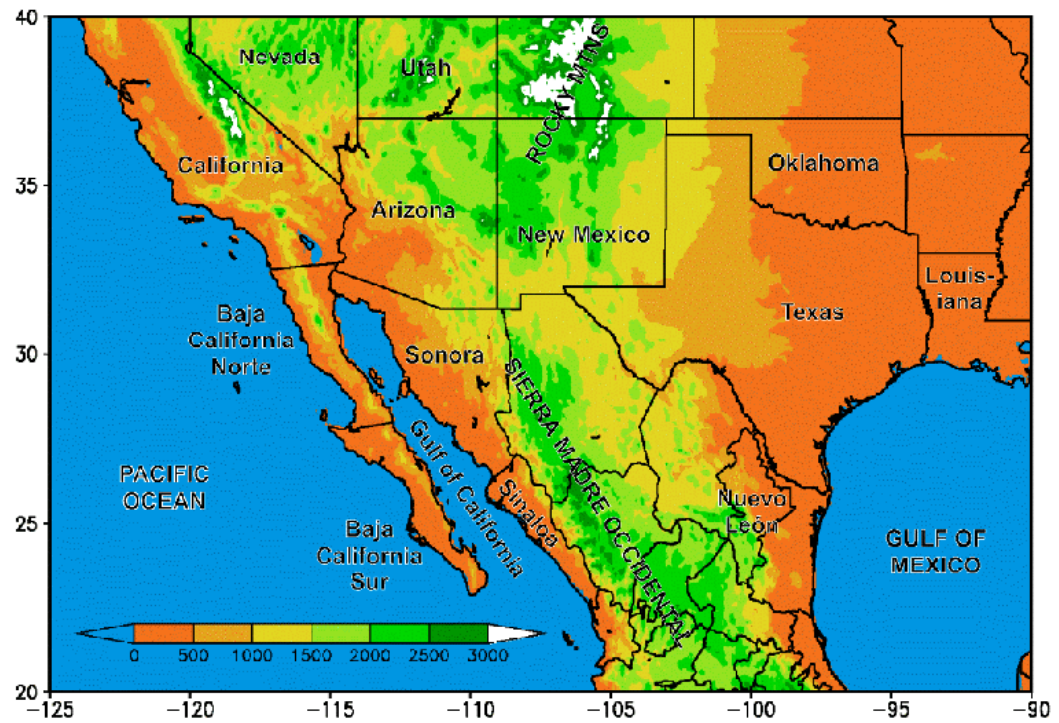 40
Nevada
Utah
ROCKY MTNS
California
Oklahoma
35
Arizona
New Mexico
Louis-
iana
Texas
Baja
California
Norte
30
Sonora
SIERRA MADRE OCCIDENTAL
Gulf of California
PACIFIC
OCEAN
Sinaloa
Nuevo
León
25
Baja
California
Sur
GULF OF
MEXICO
0 500 1000 1500 2000 2500 3000
20
−125 −120 −115 −110 −105 −100 −95 −90